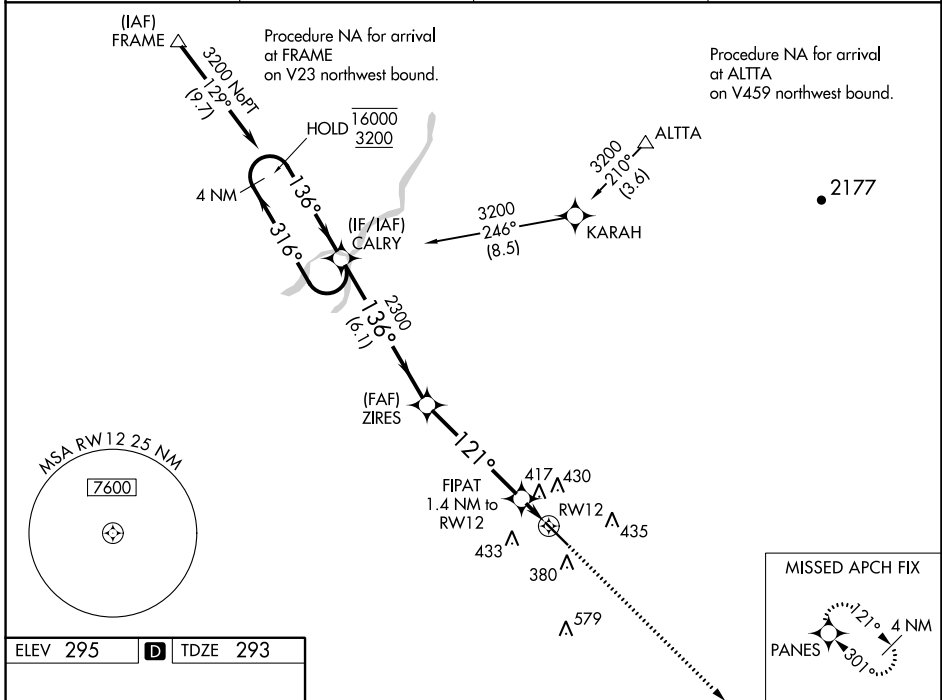 (IAF)
FRAME
3200 NoPT
129°
(9.7)
Procedure NA for arrival
at FRAME
on V23 northwest bound.
Procedure NA for arrival
at ALTTA
on V459 northwest bound.
HOLD 16000
3200
4 NM
136°
316°
(IF/IAF)
CALRY
ALTTA
3200
210°
(3.6)
KARAH
3200
246°
(8.5)
2177
2300
136°
(6.1)
(FAF)
ZIRES
121°
FIPAT
1.4 NM to
RW12
417
430
RW12
435
433
380
579
MSA RW12 25 NM
7600
MISSED APCH FIX
121°
4 NM
PANES
301°
ELEV 295 D TDZE 293